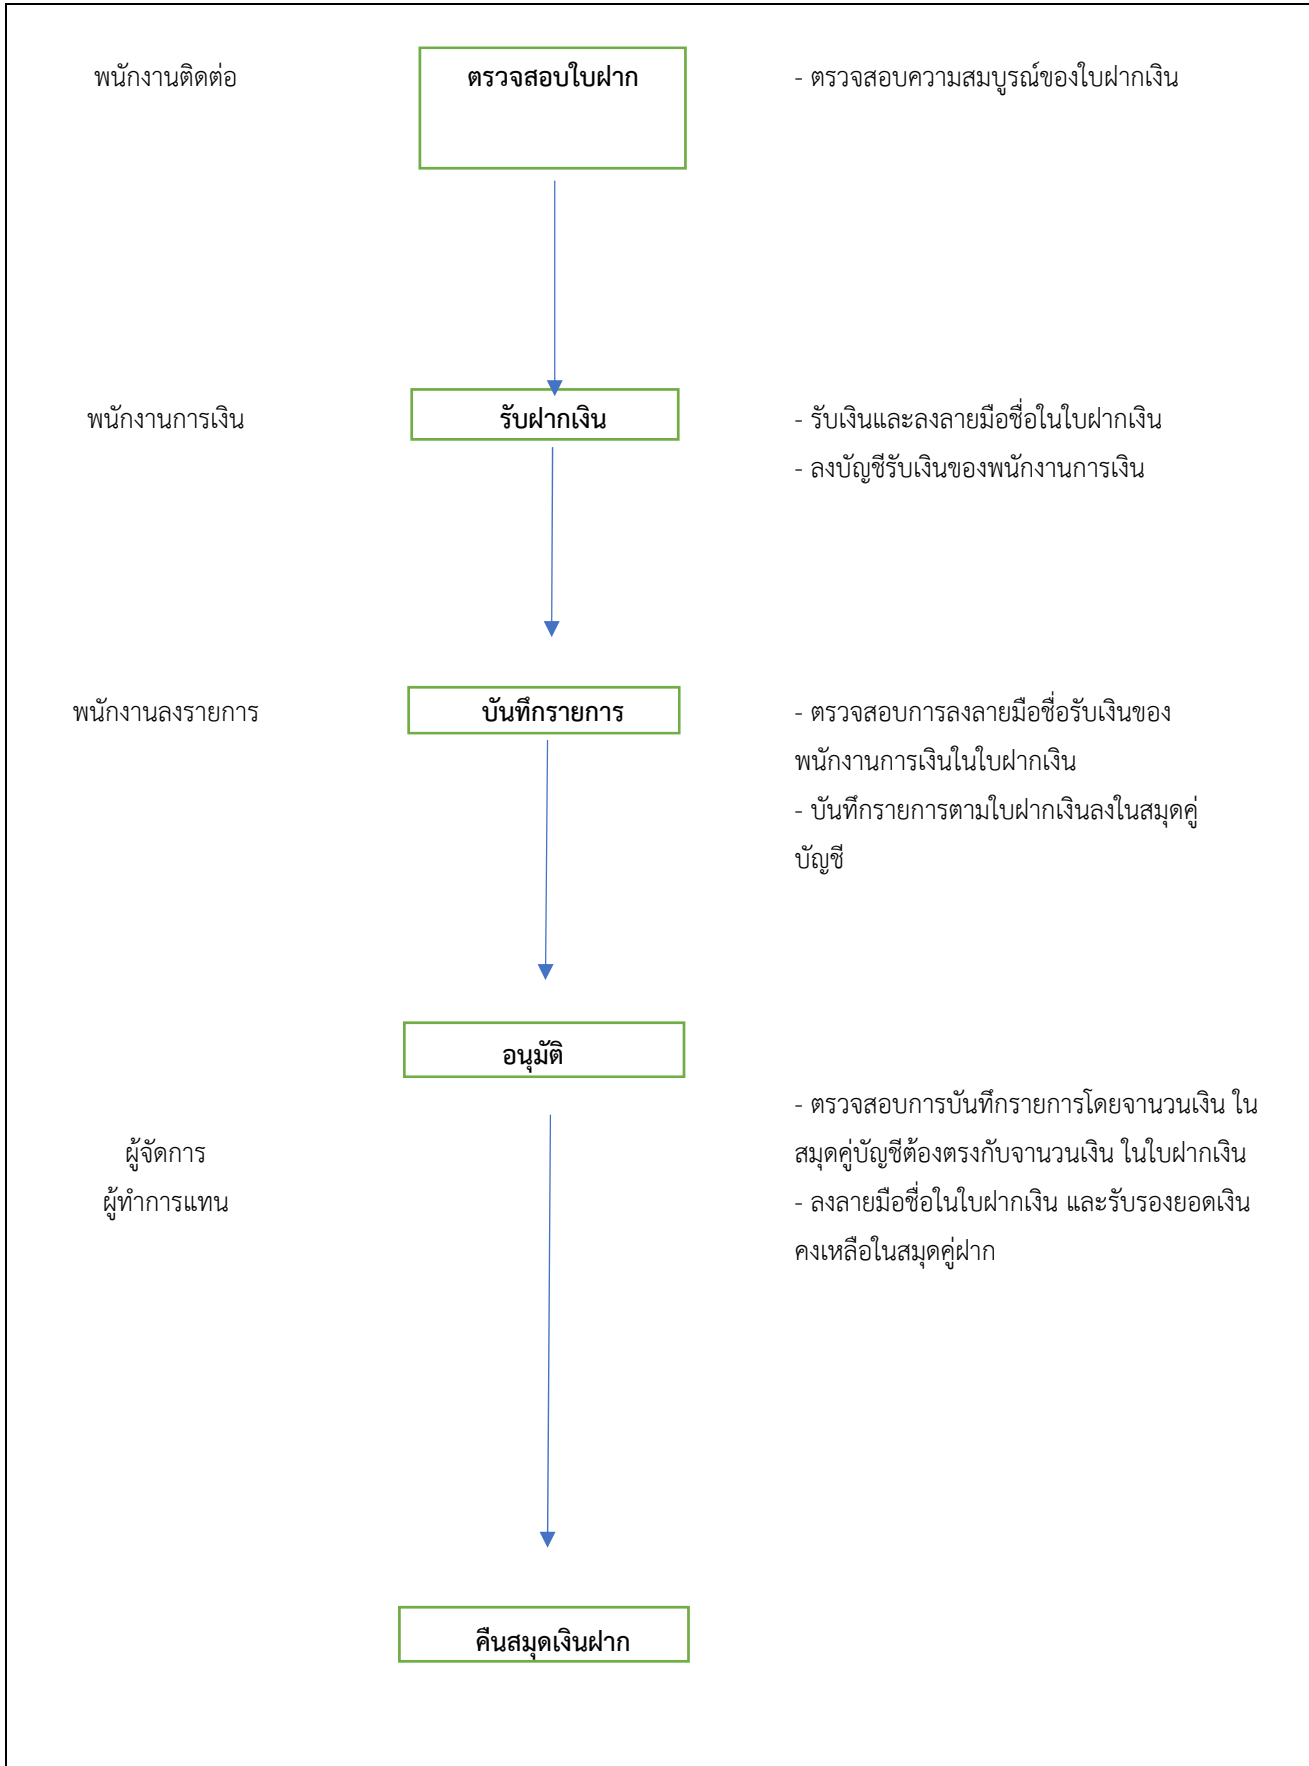 พนักงานติดต่อ
ตรวจสอบใบฝาก
- ตรวจสอบความสมบูรณ์ของใบฝากเงิน
พนักงานการเงิน
รับฝากเงิน
- รับเงินและลงลายมือชื่อในใบฝากเงิน
- ลงบัญชีรับเงินของพนักงานการเงิน
พนักงานลงรายการ
บันทึกรายการ
- ตรวจสอบการลงลายมือชื่อรับเงินของ
พนักงานการเงินในใบฝากเงิน
- บันทึกรายการตามใบฝากเงินลงในสมุดคู่
บัญชี
อนุมัติ
ผู้จัดการ
ผู้ทำการแทน
- ตรวจสอบการบันทึกรายการโดยจานวนเงิน ใน
สมุดคู่บัญชีต้องตรงกับจานวนเงิน ในใบฝากเงิน
- ลงลายมือชื่อในใบฝากเงิน และรับรองยอดเงิน
คงเหลือในสมุดคู่ฝาก
คืนสมุดเงินฝาก